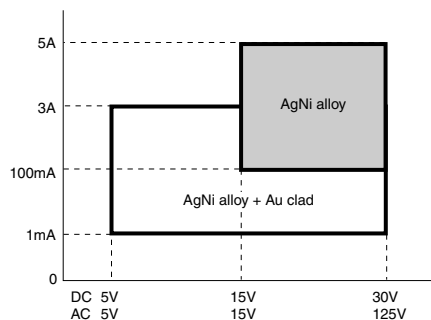 5A
AgNi alloy
3A
100mA
AgNi alloy + Au clad
1mA
0
DC 5V 15V 30V
AC 5V 15V 125V